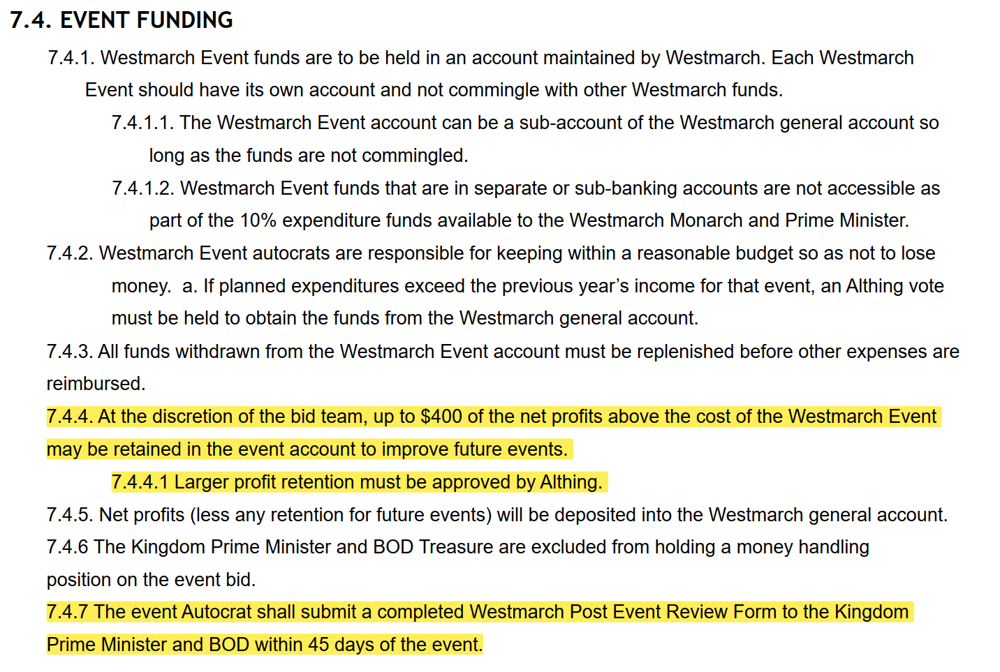 7.4. EVENT FUNDING
7.4.1. Westmarch Event funds are to be held in an account maintained by Westmarch. Each Westmarch
Event should have its own account and not commingle with other Westmarch funds.
7.4.1.1. The Westmarch Event account can be a sub-account of the Westmarch general account so
long as the funds are not commingled.
7.4.1.2. Westmarch Event funds that are in separate or sub-banking accounts are not accessible as
part of the 10% expenditure funds available to the Westmarch Monarch and Prime Minister.
7.4.2. Westmarch Event autocrats are responsible for keeping within a reasonable budget so as not to lose
money.  a. If planned expenditures exceed the previous year’s income for that event, an Althing vote
must be held to obtain the funds from the Westmarch general account.
7.4.3. All funds withdrawn from the Westmarch Event account must be replenished before other expenses are
reimbursed.
7.4.4. At the discretion of the bid team, up to $400 of the net profits above the cost of the Westmarch Event
may be retained in the event account to improve future events.
7.4.4.1 Larger profit retention must be approved by Althing.
7.4.5. Net profits (less any retention for future events) will be deposited into the Westmarch general account.
7.4.6 The Kingdom Prime Minister and BOD Treasure are excluded from holding a money handling
position on the event bid.
7.4.7 The event Autocrat shall submit a completed Westmarch Post Event Review Form to the Kingdom
Prime Minister and BOD within 45 days of the event.